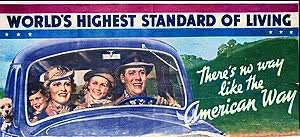 WORLD'S HIGHEST STANDARD OF LIVING
There's no way
like the
American Way